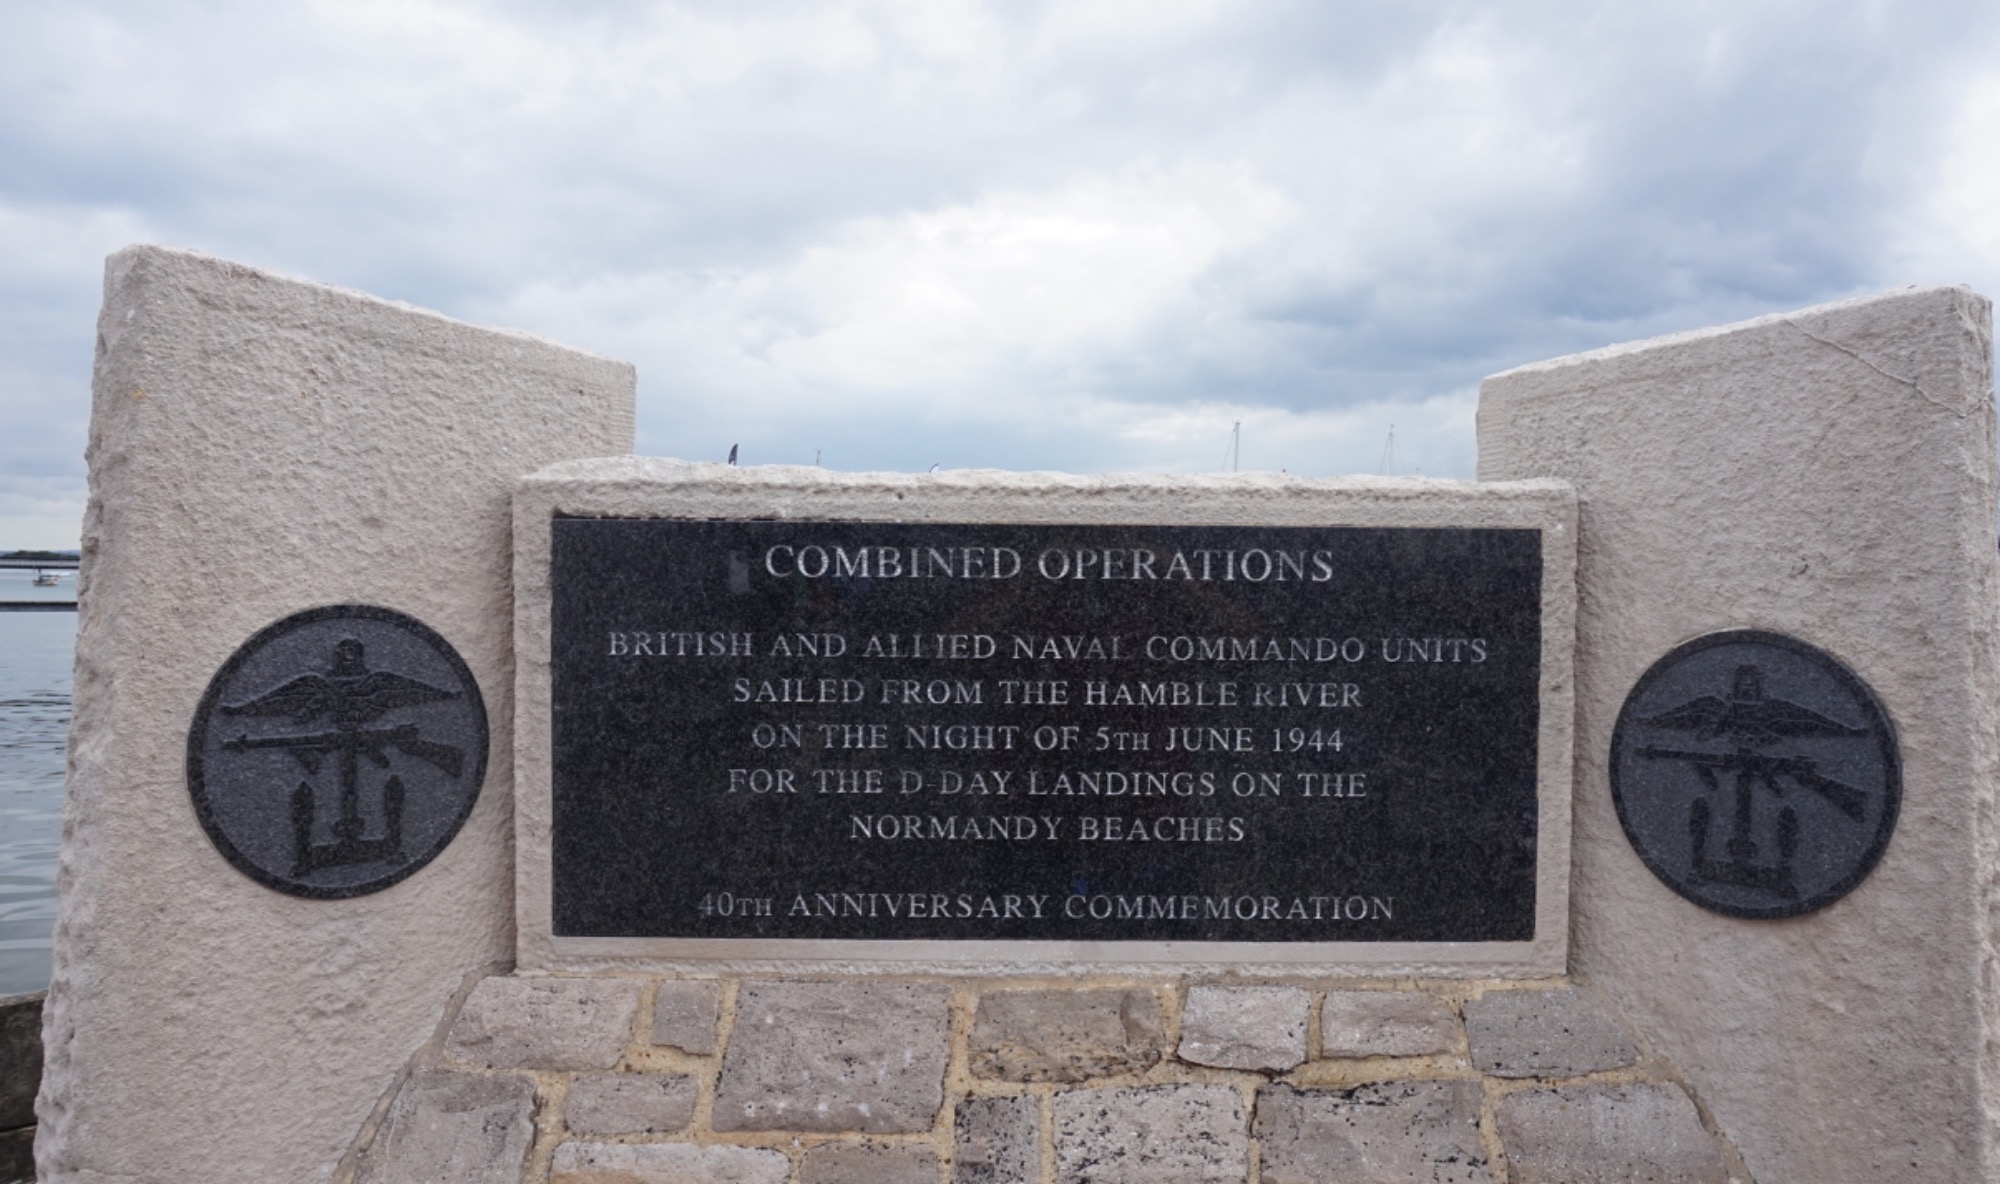 COMBINED OPERATIONS
BRITISH AND ALLIED NAVAL COMMANDO UNITS
SAILED FROM THE HAMBLE RIVER
ON THE NIGHT OF 5TH JUNE 1944
FOR THE D-DAY LANDINGS ON THE
NORMANDY BEACHES
40TH ANNIVERSARY COMMEMORATION